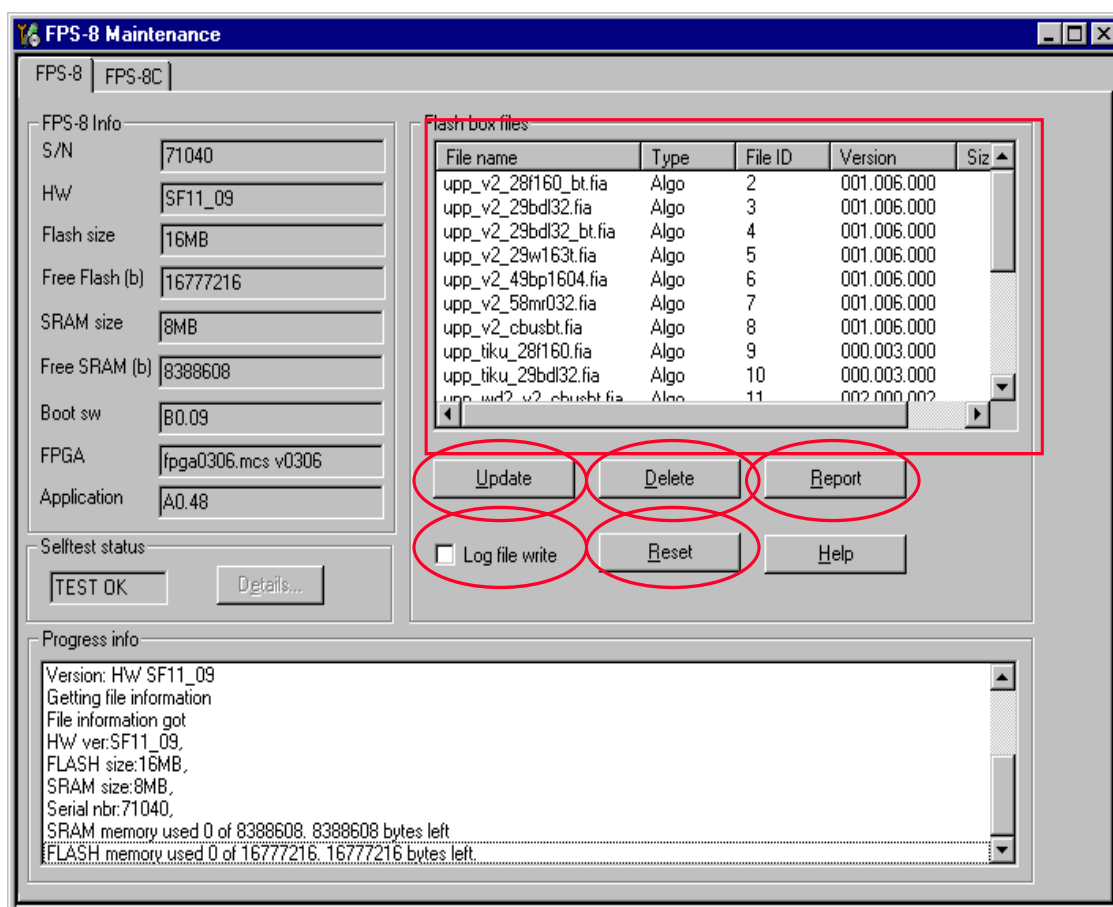 FPS-8 Maintenance
FPS-8 FPS-8C
FPS-8 Info
S/N 71040
HW SF11_09
Flash size 16MB
Free Flash (b) 16777216
SRAM size 8MB
Free SRAM (b) 8388608
Boot sw B0.09
FPGA fpga0306.mcs v0306
Application A0.48
Selftest status
TEST OK Details...
Flash box files
File name Type File ID Version Siz
upp_v2_28f160_bt.fia Algo 2 001.006.000
upp_v2_29bdl32.fia Algo 3 001.006.000
upp_v2_29bdl32_bt.fia Algo 4 001.006.000
upp_v2_29w163t.fia Algo 5 001.006.000
upp_v2_49bp1604.fia Algo 6 001.006.000
upp_v2_58mr032.fia Algo 7 001.006.000
upp_v2_cbusbt.fia Algo 8 001.006.000
upp_tiku_28f160.fia Algo 9 000.003.000
upp_tiku_29bdl32.fia Algo 10 000.003.000
upp_wd2_v2_cbusbt.fia Algo 11 002.000.002
Update Delete Report
Log file write Reset Help
Progress info
Version: HW SF11_09
Getting file information
File information got
HW ver:SF11_09,
FLASH size:16MB,
SRAM size:8MB,
Serial nbr:71040,
SRAM memory used 0 of 8388608. 8388608 bytes left
FLASH memory used 0 of 16777216. 16777216 bytes left.